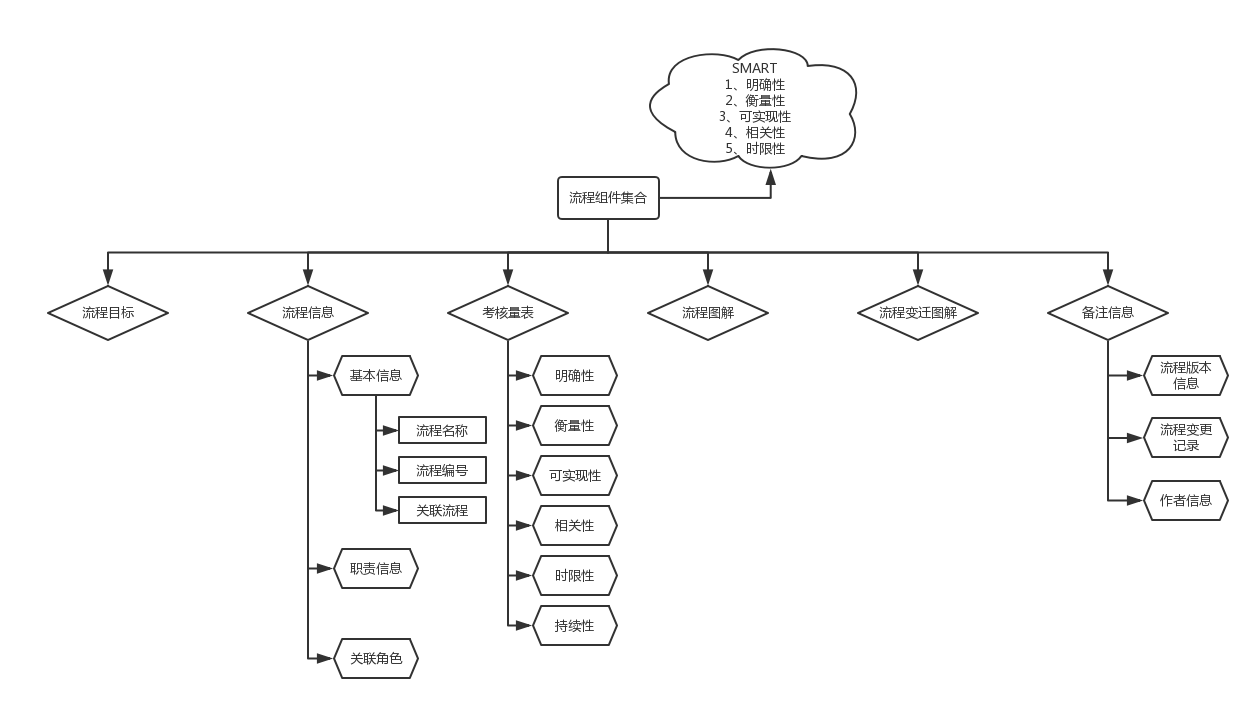 SMART
1、明确性
2、衡量性
3、可实现性
4、相关性
5、时限性
流程组件集合
流程目标
流程信息
考核量表
流程图解
流程变迁图解
备注信息
基本信息
流程名称
流程编号
关联流程
职责信息
关联角色
明确性
衡量性
可实现性
相关性
时限性
持续性
流程版本
信息
流程变更
记录
作者信息